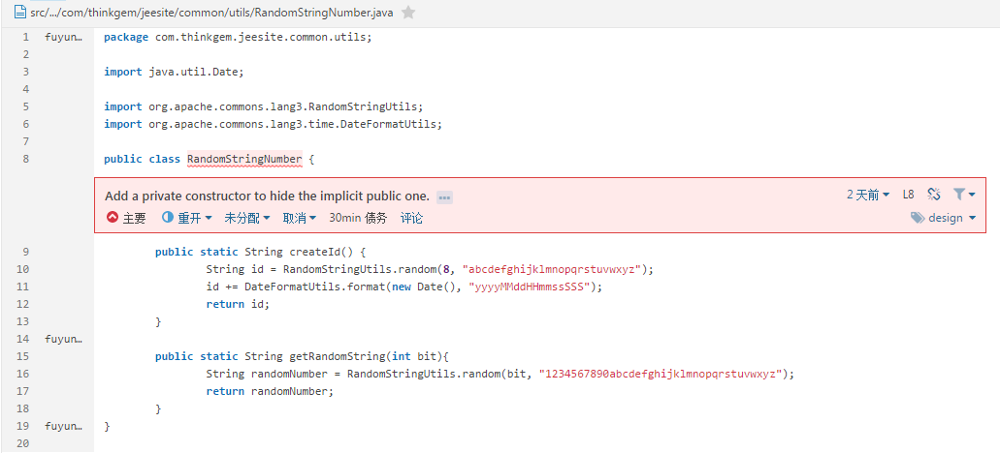 src/.../com/thinkgem/jeesite/common/utils/RandomStringNumber.java
1 fuyun... package com.thinkgem.jeesite.common.utils;
2
3 import java.util.Date;
4
5 import org.apache.commons.lang3.RandomStringUtils;
6 import org.apache.commons.lang3.time.DateFormatUtils;
7
8 public class RandomStringNumber {
Add a private constructor to hide the implicit public one. ... 2 天前 L8
主要 重开 未分配 取消 30min 债务 评论 design
9 public static String createId() {
10 String id = RandomStringUtils.random(8, "abcdefghijklmnopqrstuvwxyz");
11 id += DateFormatUtils.format(new Date(), "yyyyMMddHHmmssSSS");
12 return id;
13 }
14 fuyun...
15 public static String getRandomString(int bit){
16 String randomNumber = RandomStringUtils.random(bit, "1234567890abcdefghijklmnopqrstuvwxyz");
17 return randomNumber;
18 }
19 fuyun... }
20